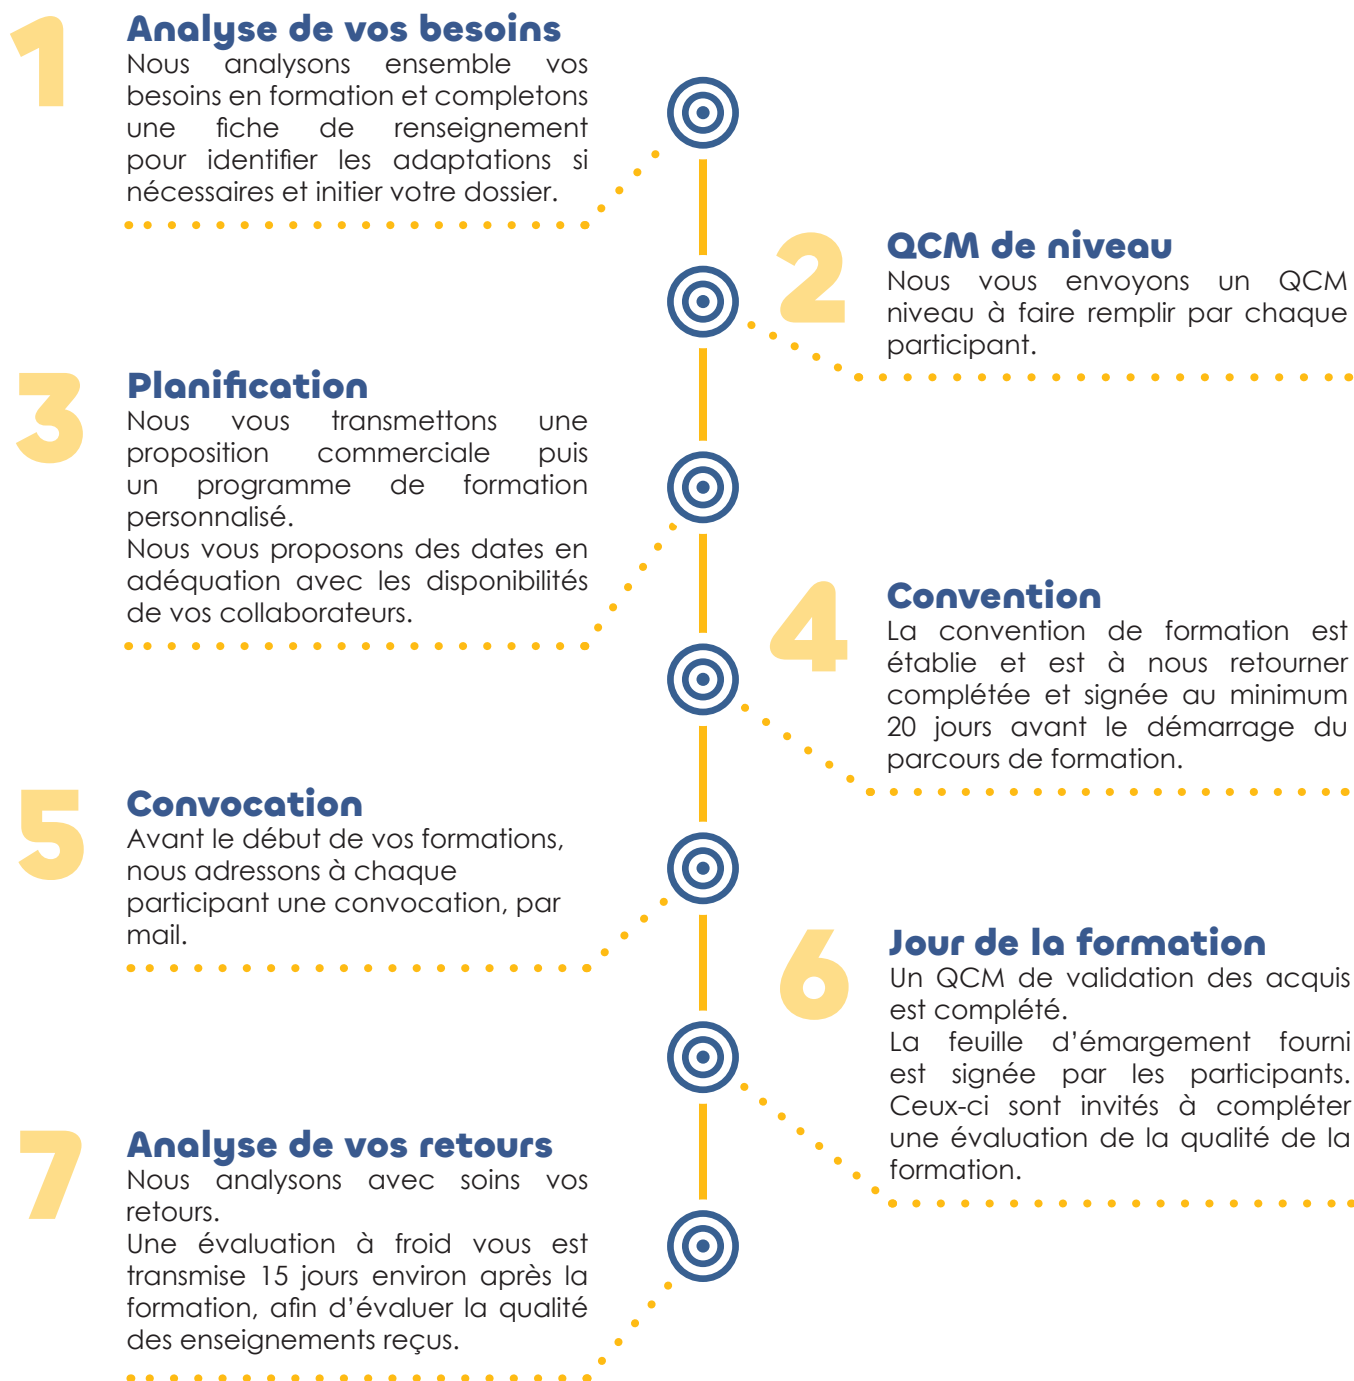 1
Analyse de vos besoins
Nous analysons ensemble vos
besoins en formation et completons
une fiche de renseignement
pour identifier les adaptations si
nécessaires et initier votre dossier.
2
QCM de niveau
Nous vous envoyons un QCM
niveau à faire remplir par chaque
participant.
3
Planification
Nous vous transmettons une
proposition commerciale puis
un programme de formation
personnalisé.
Nous vous proposons des dates en
adéquation avec les disponibilités
de vos collaborateurs.
4
Convention
La convention de formation est
établie et est à nous retourner
complétée et signée au minimum
20 jours avant le démarrage du
parcours de formation.
5
Convocation
Avant le début de vos formations,
nous adressons à chaque
participant une convocation, par
mail.
6
Jour de la formation
Un QCM de validation des acquis
est complété.
La feuille d'émargement fourni
est signée par les participants.
Ceux-ci sont invités à compléter
une évaluation de la qualité de la
formation.
7
Analyse de vos retours
Nous analysons avec soins vos
retours.
Une évaluation à froid vous est
transmise 15 jours environ après la
formation, afin d'évaluer la qualité
des enseignements reçus.